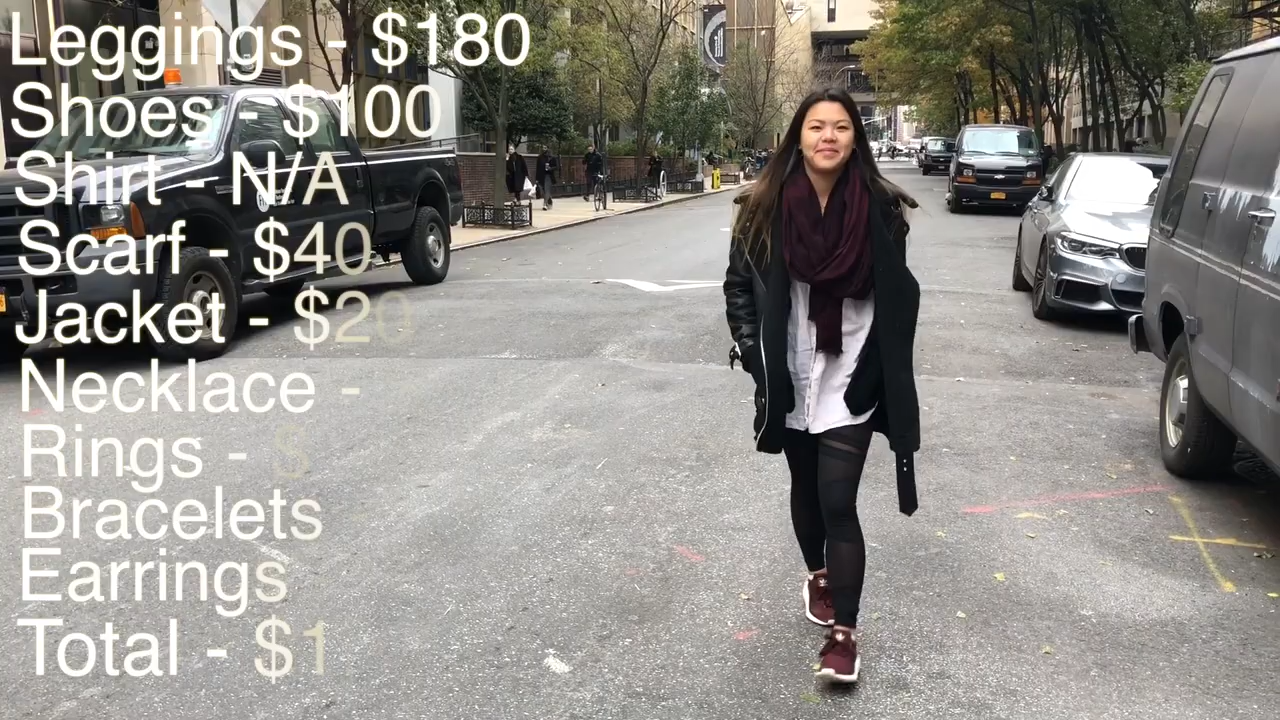 Leggings - $180
Shoes - $100
Shirt - N/A
Scarf - $40
Jacket - $20
Necklace -
Rings - $
Bracelets
Earrings
Total - $1